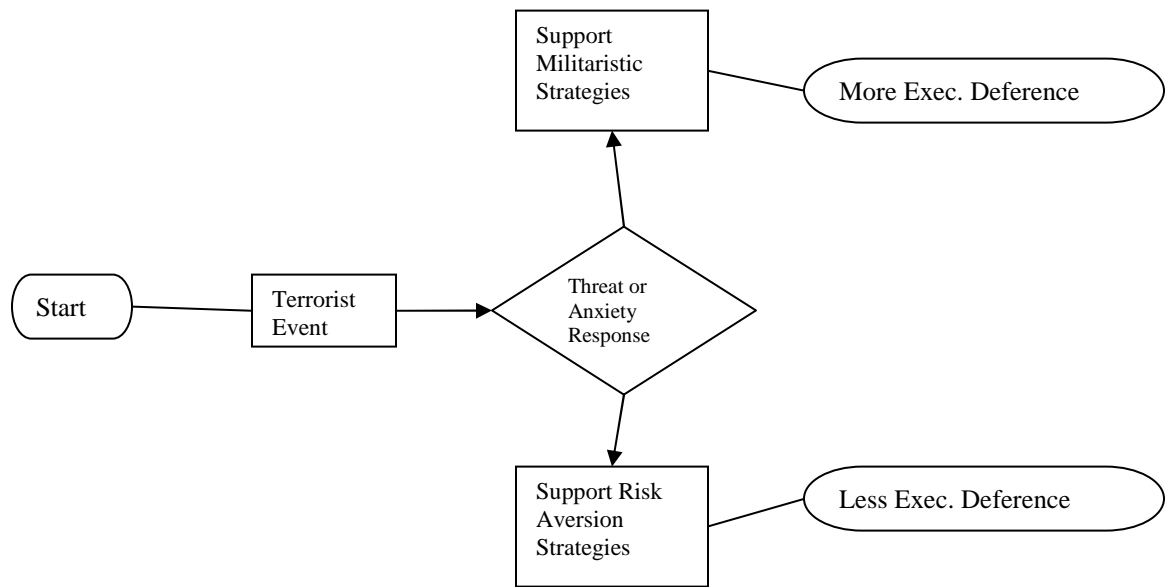 Support
Militaristic
Strategies
More Exec. Deference
Start
Terrorist
Event
Threat or
Anxiety
Response
Support Risk
Aversion
Strategies
Less Exec. Deference